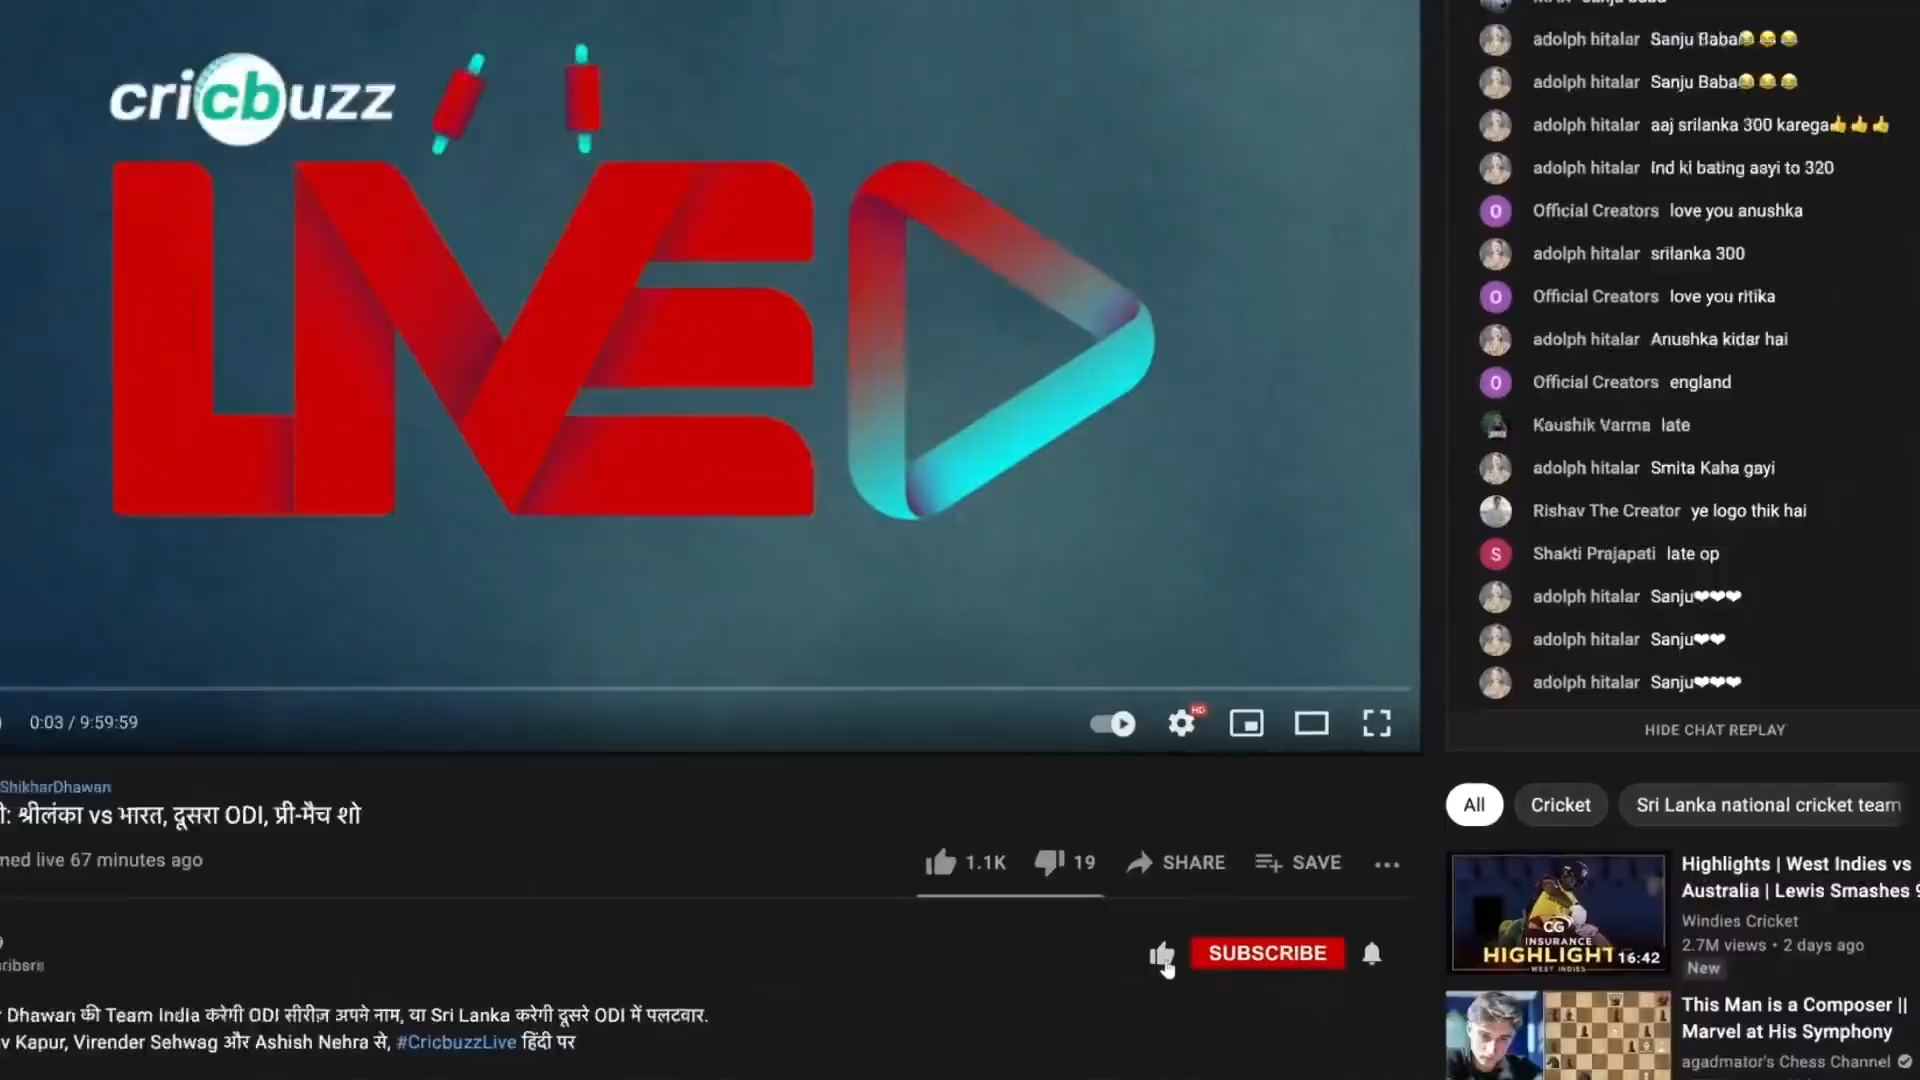 cricbuzz
LIVE
adolph hitalar Sanju Baba😂😂😂
adolph hitalar Sanju Baba😂😂😂
adolph hitalar aaj srilanka 300 karega👍👍👍
adolph hitalar Ind ki bating aayi to 320
O Official Creators love you anushka
adolph hitalar srilanka 300
O Official Creators love you ritika
adolph hitalar Anushka kidar hai
O Official Creators england
Kaushik Varma late
adolph hitalar Smita Kaha gayi
Rishav The Creator ye logo thik hai
S Shakti Prajapati late op
adolph hitalar Sanju❤❤❤
adolph hitalar Sanju❤❤
adolph hitalar Sanju❤❤❤
HIDE CHAT REPLAY
0:03 / 9:59:59
HD
ShikharDhawan
श्रीलंका vs भारत, दूसरा ODI, प्री-मैच शो
live 67 minutes ago
1.1K 19 SHARE SAVE
SUBSCRIBE
Dhawan की Team India करेगी ODI सीरीज़ अपने नाम, या Sri Lanka करेगी दूसरे ODI में पलटवार.
Kapur, Virender Sehwag और Ashish Nehra से, #CricbuzzLive हिंदी पर
All Cricket Sri Lanka national cricket team
CG
INSURANCE
HIGHLIGHT
WEST INDIES
16:42
Highlights | West Indies vs
Australia | Lewis Smashes
Windies Cricket
2.7M views • 2 days ago
New
This Man is a Composer ||
Marvel at His Symphony
agadmator's Chess Channel